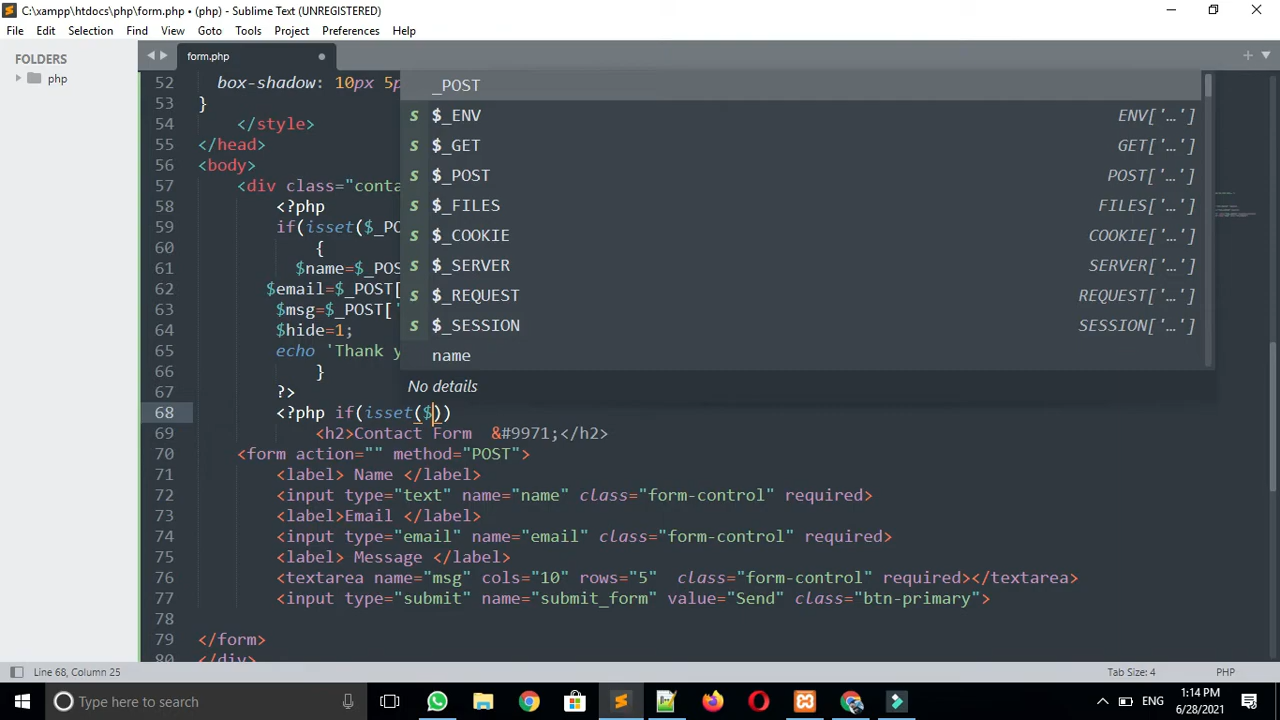 C:\xampp\htdocs\php\form.php • (php) - Sublime Text (UNREGISTERED)
File Edit Selection Find View Goto Tools Project Preferences Help
FOLDERS
php
form.php
52 box-shadow: 10px 5p
53 }
54 </style>
55 </head>
56 <body>
57 <div class="conta
58 <?php
59 if(isset($_PO
60 {
61 $name=$_POS
62 $email=$_POST[
63 $msg=$_POST['
64 $hide=1;
65 echo 'Thank y
66 }
67 ?>
68 <?php if(isset($))
69 <h2>Contact Form &#9971;</h2>
70 <form action="" method="POST">
71 <label> Name </label>
72 <input type="text" name="name" class="form-control" required>
73 <label>Email </label>
74 <input type="email" name="email" class="form-control" required>
75 <label> Message </label>
76 <textarea name="msg" cols="10" rows="5" class="form-control" required></textarea>
77 <input type="submit" name="submit_form" value="Send" class="btn-primary">
78
79 </form>
80 </div>
_POST
s $_ENV ENV['…']
s $_GET GET['…']
s $_POST POST['…']
s $_FILES FILES['…']
s $_COOKIE COOKIE['…']
s $_SERVER SERVER['…']
s $_REQUEST REQUEST['…']
s $_SESSION SESSION['…']
name
No details
Line 68, Column 25
Tab Size: 4
PHP
Type here to search
ENG
1:14 PM
6/28/2021